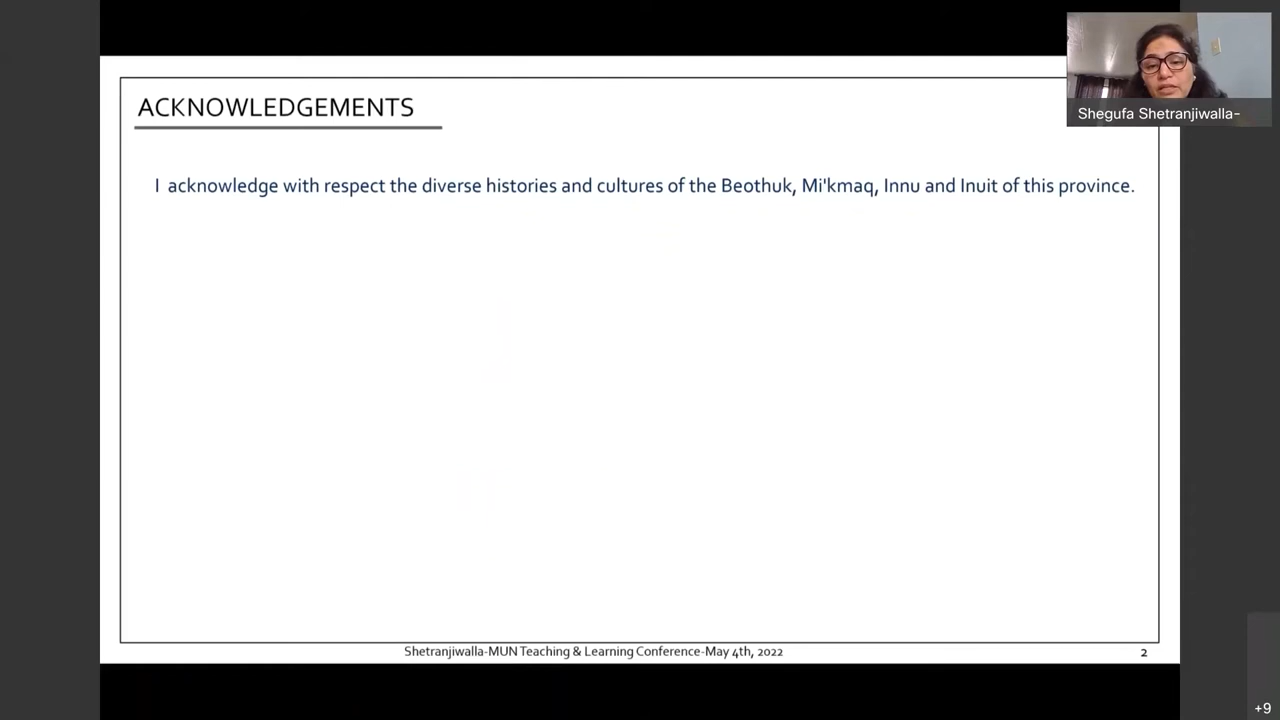 ACKNOWLEDGEMENTS
Shegufa Shetranjiwalla-
I acknowledge with respect the diverse histories and cultures of the Beothuk, Mi'kmaq, Innu and Inuit of this province.
Shetranjiwalla-MUN Teaching & Learning Conference-May 4th, 2022
2
+9